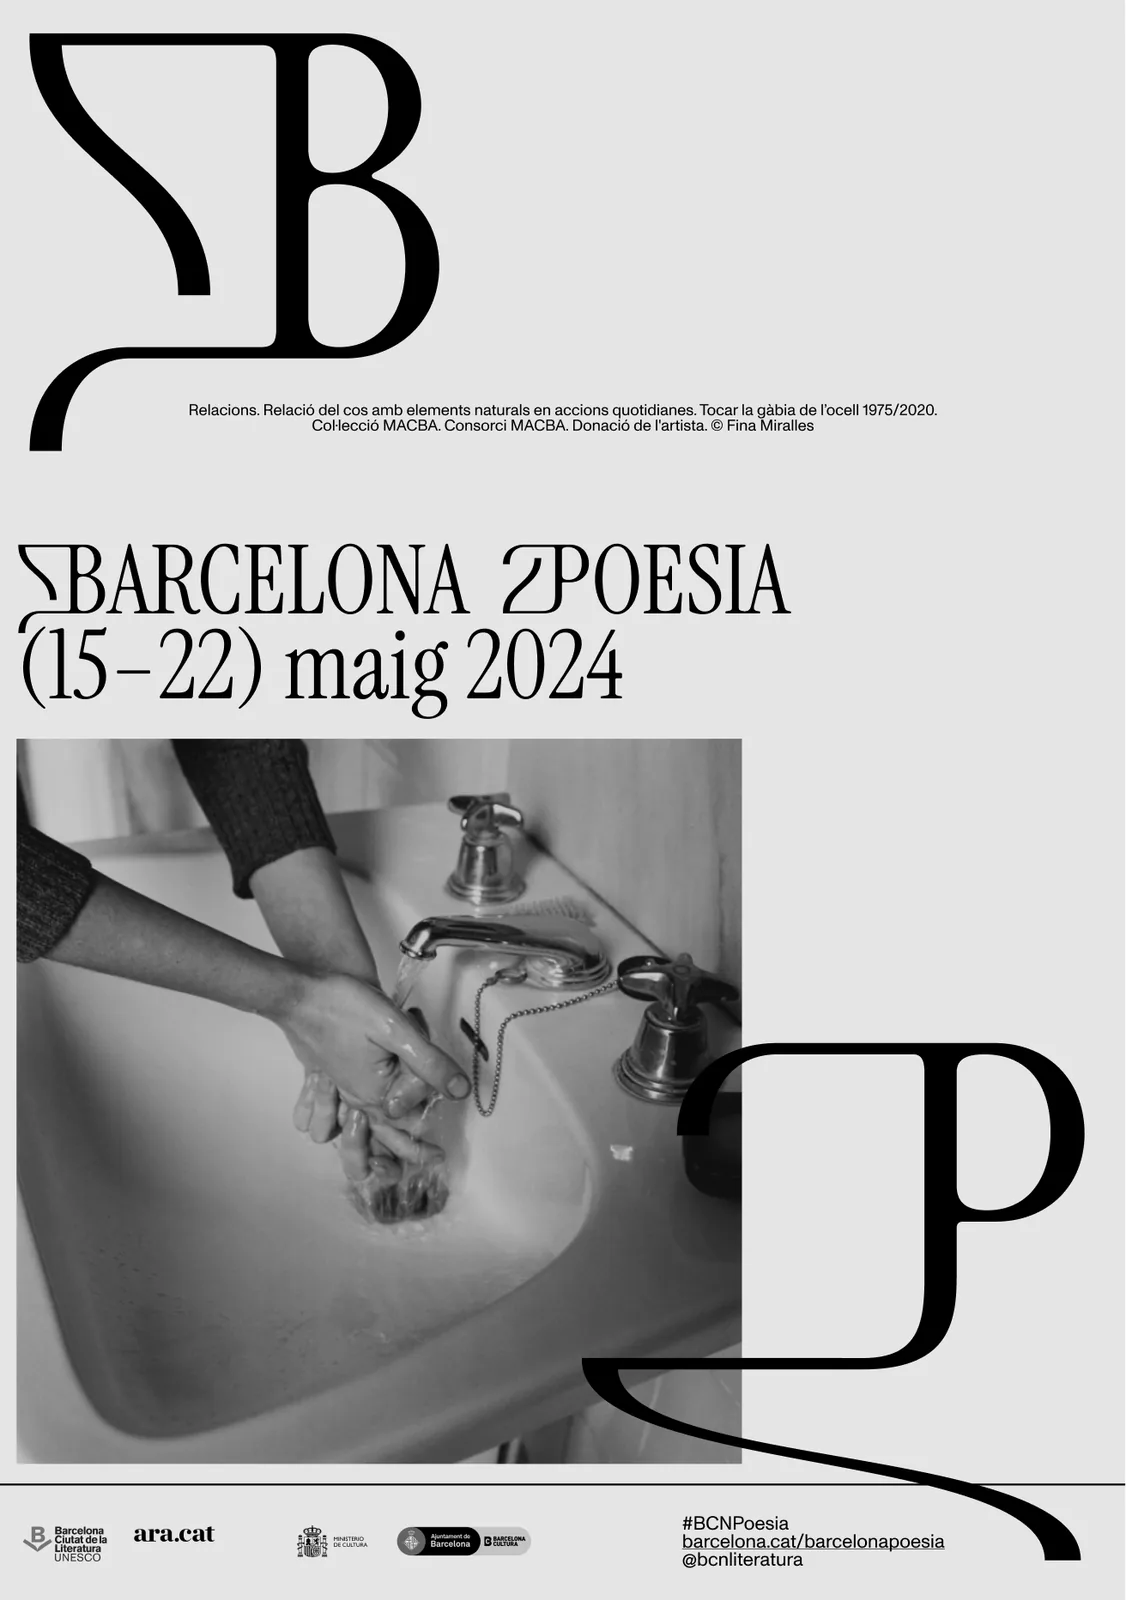 B
Relacions. Relació del cos amb elements naturals en accions quotidianes. Tocar la gàbia de l'ocell 1975/2020.
Col·lecció MACBA. Consorci MACBA. Donació de l'artista. © Fina Miralles
BARCELONA POESIA
(15–22) maig 2024
P
B
Barcelona
Ciutat de la
Literatura
UNESCO
ara.cat
MINISTERIO
DE CULTURA
Ajuntament de
Barcelona
B BARCELONA
CULTURA
#BCNPoesia
barcelona.cat/barcelonapoesia
@bcnliteratura